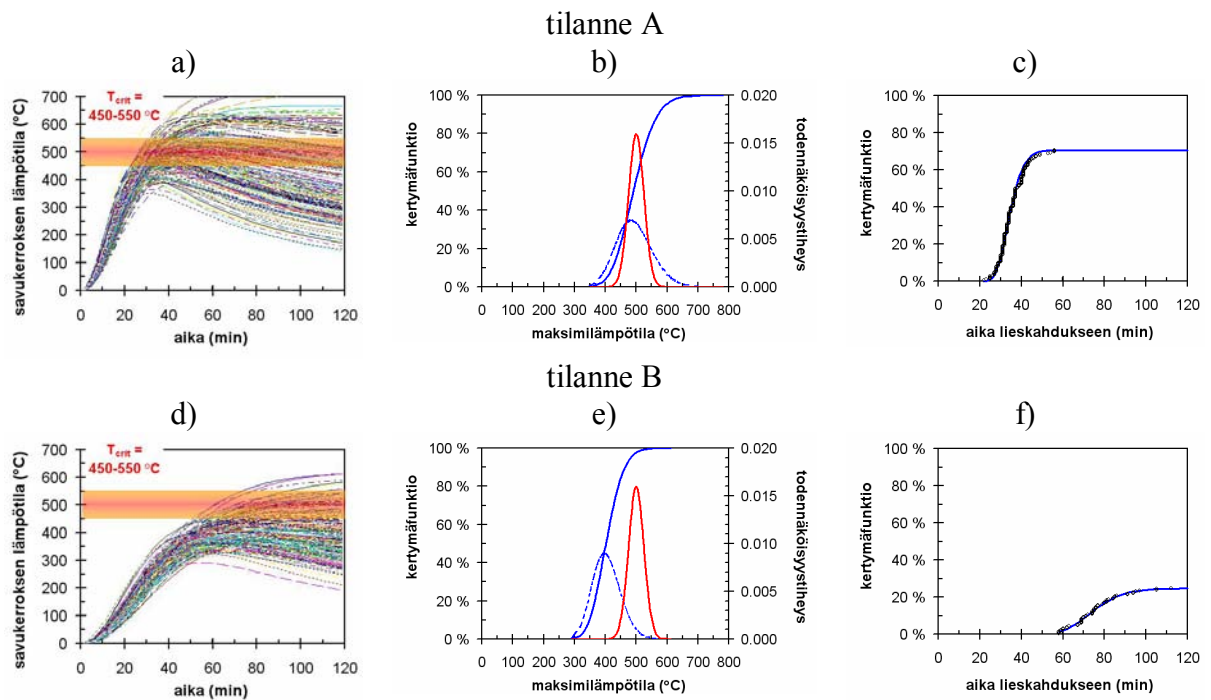 tilanne A
a)
b)
c)
savukerroksen lämpötila (°C)
700
600
500
400
300
200
100
0
T crit =
450-550 °C
0 20 40 60 80 100 120
aika (min)
kertymäfunktio
100 %
80 %
60 %
40 %
20 %
0 %
0.020
0.015
0.010
0.005
0.000
todennäköisyystiheys
0 100 200 300 400 500 600 700 800
maksimilämpötila (°C)
kertymäfunktio
100 %
80 %
60 %
40 %
20 %
0 %
0 20 40 60 80 100 120
aika lieskahdukseen (min)
tilanne B
d)
e)
f)
savukerroksen lämpötila (°C)
700
600
500
400
300
200
100
0
T crit =
450-550 °C
0 20 40 60 80 100 120
aika (min)
kertymäfunktio
100 %
80 %
60 %
40 %
20 %
0 %
0.020
0.015
0.010
0.005
0.000
todennäköisyystiheys
0 100 200 300 400 500 600 700 800
maksimilämpötila (°C)
kertymäfunktio
100 %
80 %
60 %
40 %
20 %
0 %
0 20 40 60 80 100 120
aika lieskahdukseen (min)